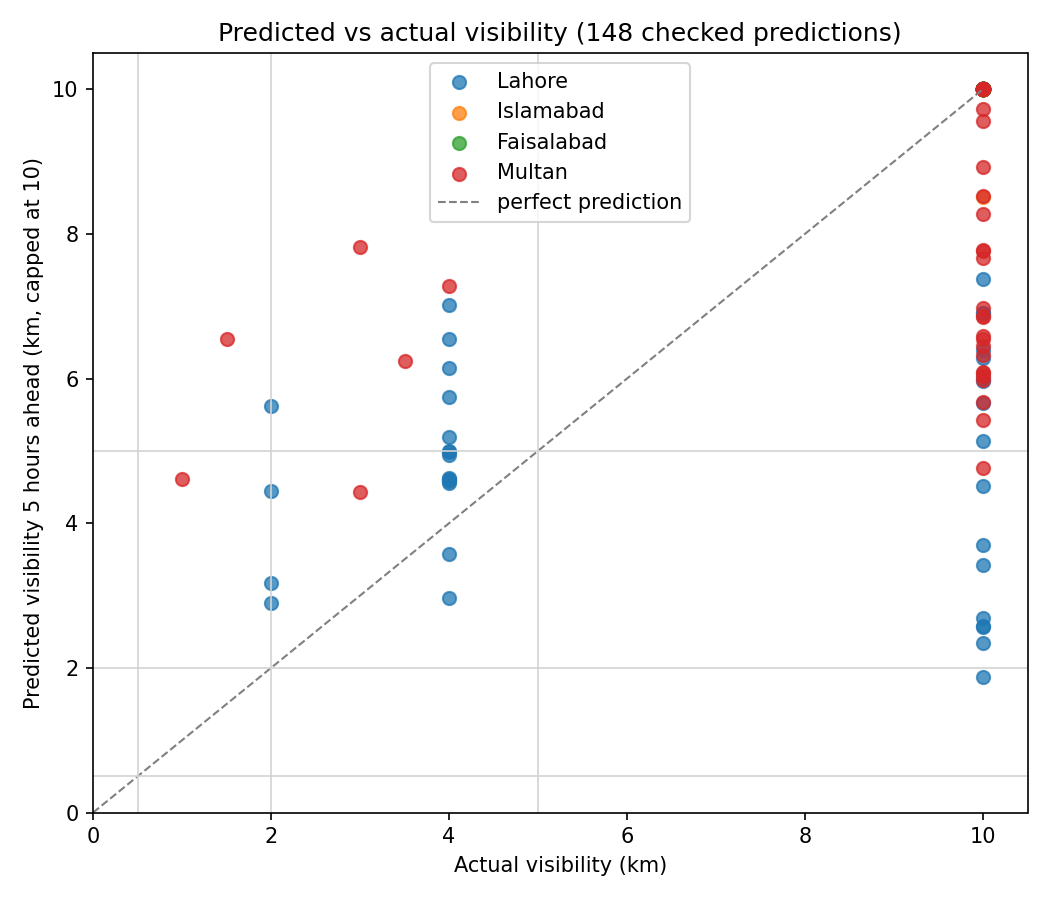 Predicted vs actual visibility (148 checked predictions)
Predicted visibility 5 hours ahead (km, capped at 10)
10
8
6
4
2
0
Lahore
Islamabad
Faisalabad
Multan
perfect prediction
0 2 4 6 8 10
Actual visibility (km)